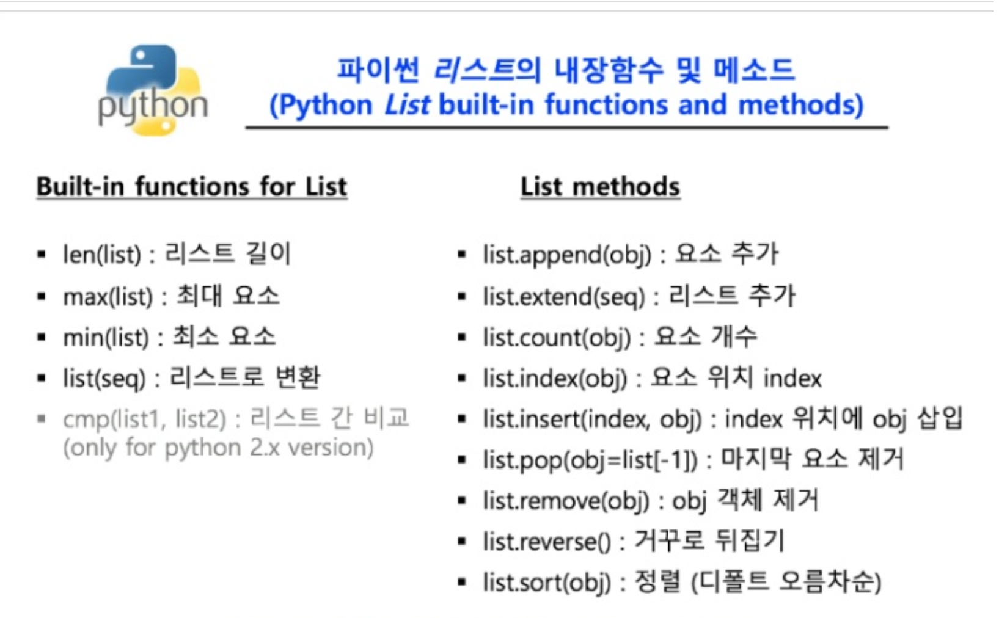 python
파이썬 리스트의 내장함수 및 메소드
(Python List built-in functions and methods)
Built-in functions for List
▪ len(list) : 리스트 길이
▪ max(list) : 최대 요소
▪ min(list) : 최소 요소
▪ list(seq) : 리스트로 변환
▪ cmp(list1, list2) : 리스트 간 비교
(only for python 2.x version)
List methods
▪ list.append(obj) : 요소 추가
▪ list.extend(seq) : 리스트 추가
▪ list.count(obj) : 요소 개수
▪ list.index(obj) : 요소 위치 index
▪ list.insert(index, obj) : index 위치에 obj 삽입
▪ list.pop(obj=list[-1]) : 마지막 요소 제거
▪ list.remove(obj) : obj 객체 제거
▪ list.reverse() : 거꾸로 뒤집기
▪ list.sort(obj) : 정렬 (디폴트 오름차순)